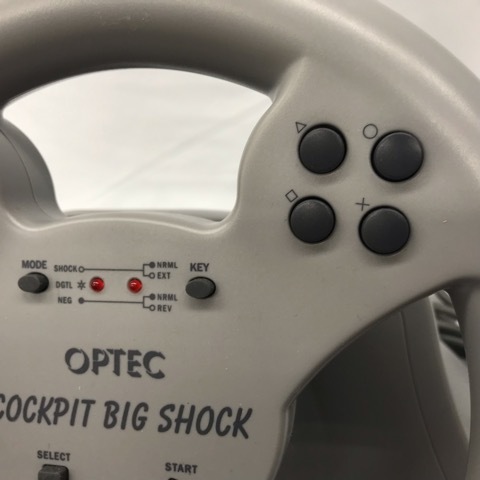 MODE
SHOCK
NRML
EXT
KEY
DGTL
NEG
NRML
REV
OPTEC
COCKPIT BIG SHOCK
SELECT
START